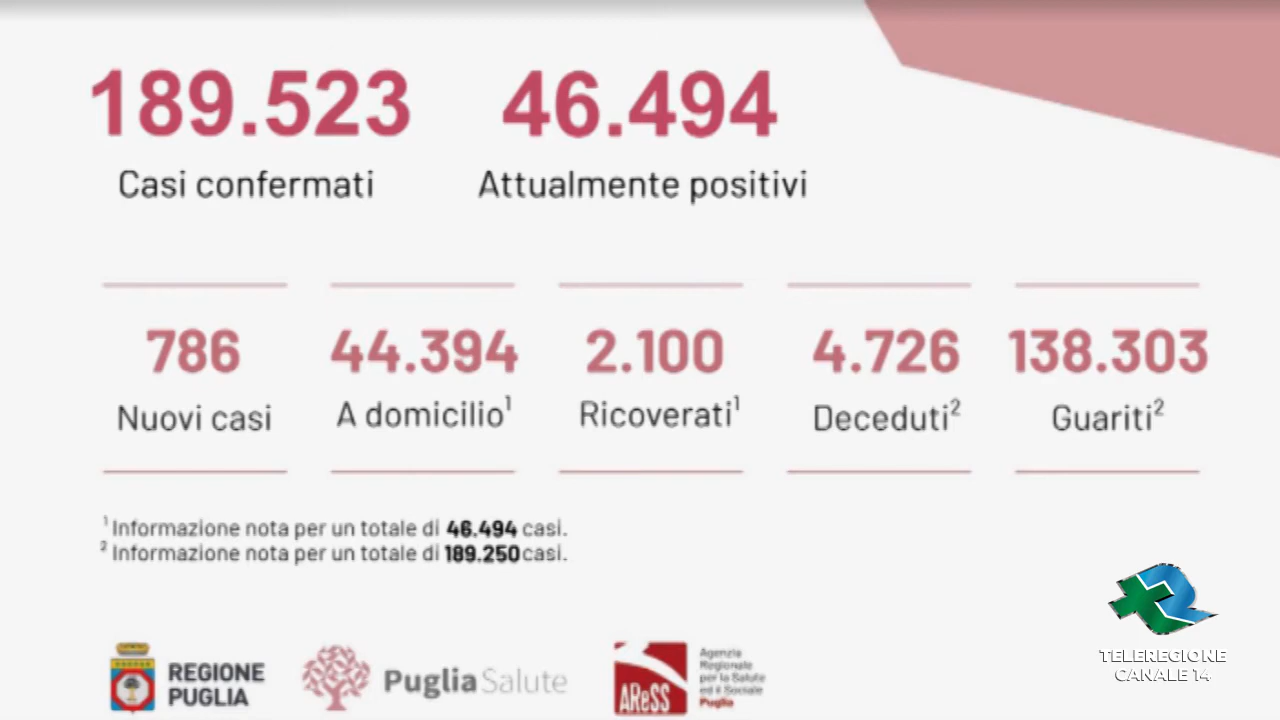 189.523 46.494
Casi confermati Attualmente positivi
786 44.394 2.100 4.726 138.303
Nuovi casi A domicilio¹ Ricoverati¹ Deceduti² Guariti²
¹ Informazione nota per un totale di 46.494 casi.
² Informazione nota per un totale di 189.250 casi.
REGIONE
PUGLIA
PugliaSalute
AReSS
Agenzia
Regionale
per la Salute
ed il Sociale
Puglia
TELEREGIONE
CANALE 14